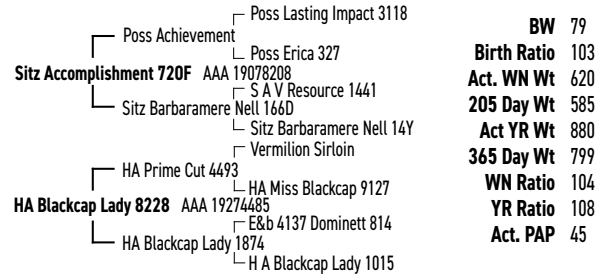 Poss Lasting Impact 3118
Poss Achievement
Poss Erica 327
Sitz Accomplishment 720F AAA 19078208
S A V Resource 1441
Sitz Barbaramere Nell 166D
Sitz Barbaramere Nell 14Y
Vermilion Sirloin
HA Prime Cut 4493
HA Miss Blackcap 9127
HA Blackcap Lady 8228 AAA 19274485
E&b 4137 Dominett 814
HA Blackcap Lady 1874
H A Blackcap Lady 1015
BW 79
Birth Ratio 103
Act. WN Wt 620
205 Day Wt 585
Act YR Wt 880
365 Day Wt 799
WN Ratio 104
YR Ratio 108
Act. PAP 45